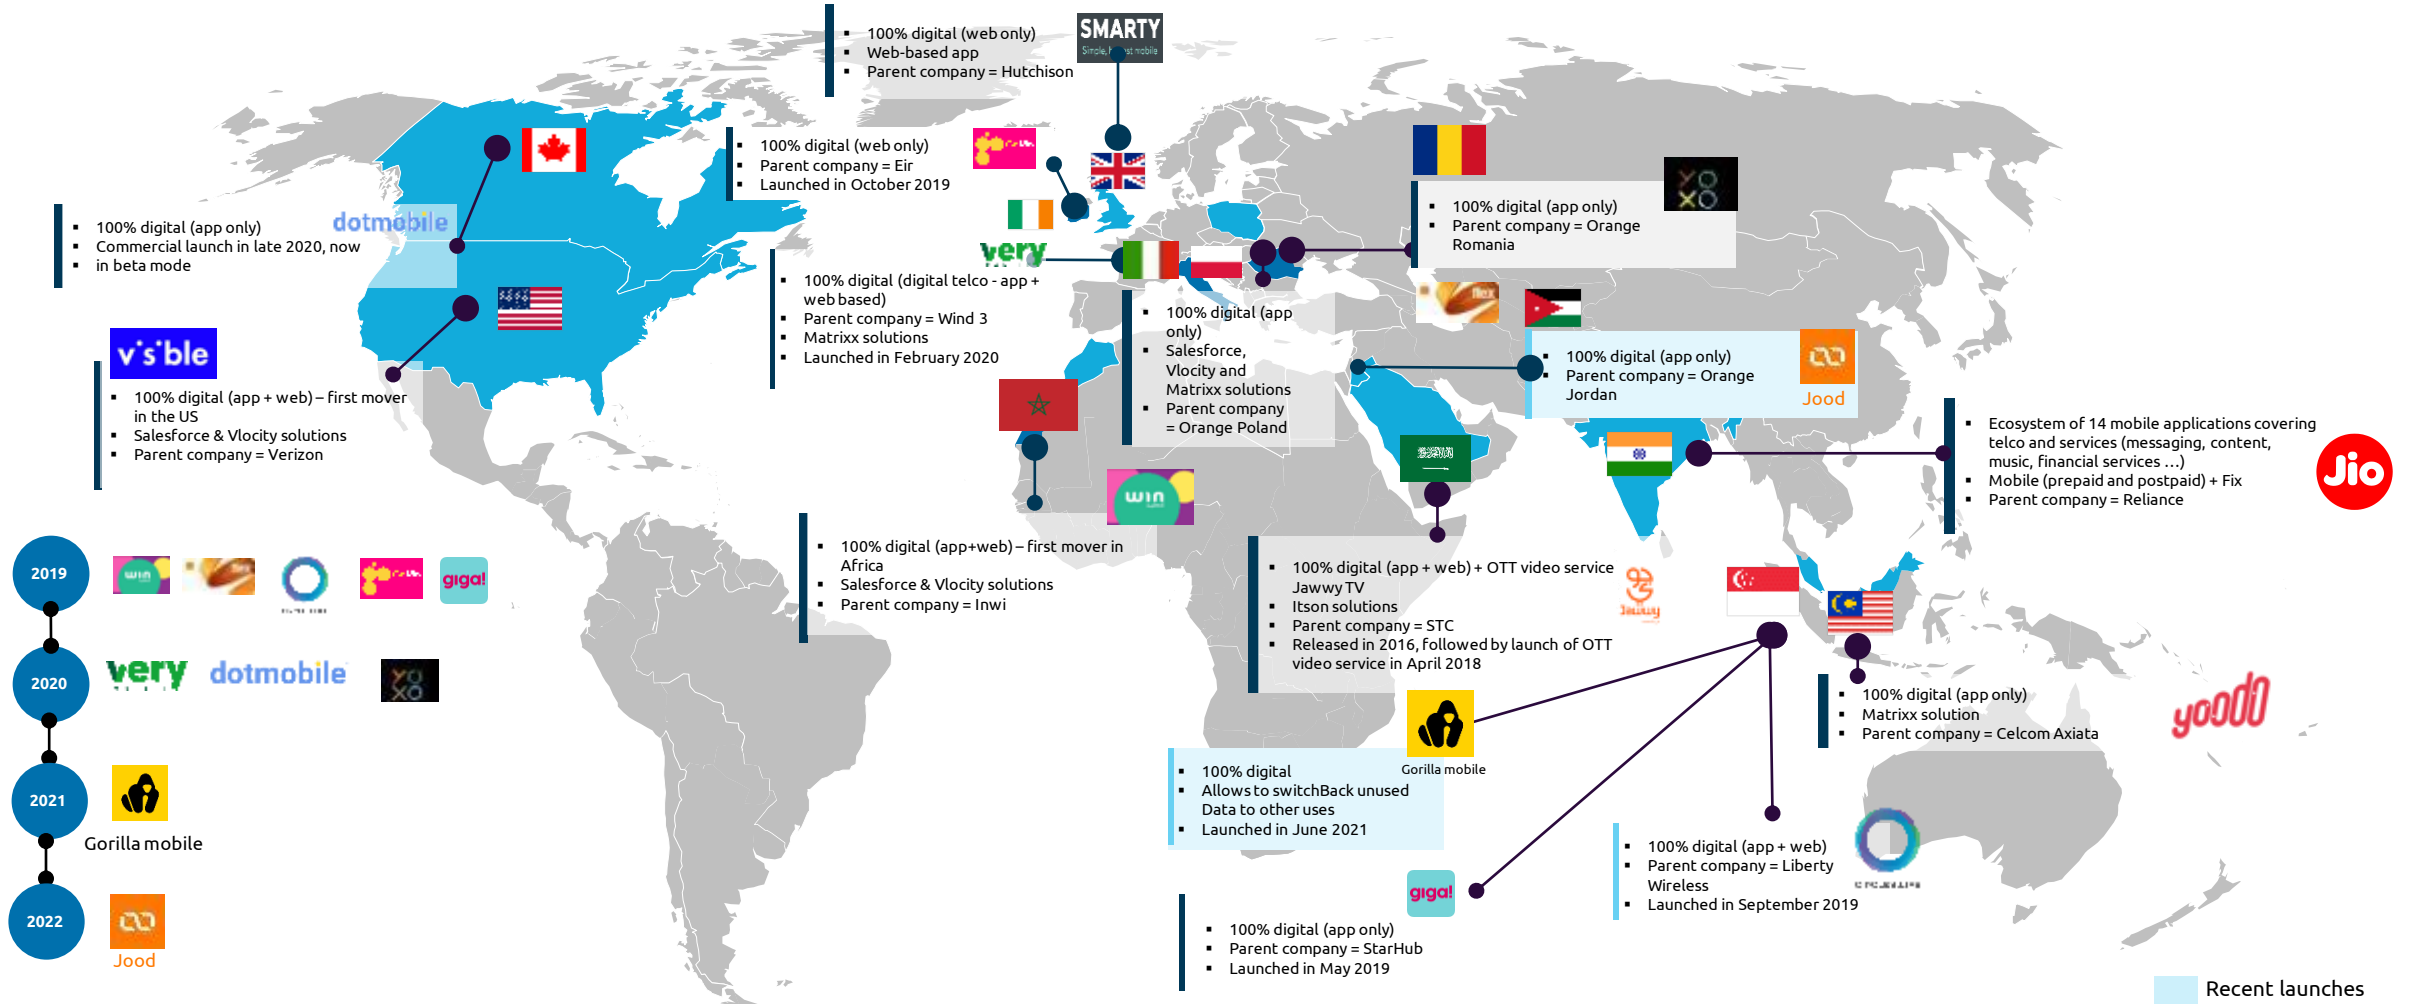 100% digital (web only)
Web-based app
Parent company = Hutchison
SMARTY
100% digital (web only)
Parent company = Eir
Launched in October 2019
100% digital (app only)
Commercial launch in late 2020, now
in beta mode
dotmobile
very
100% digital (digital telco - app +
web based)
Parent company = Wind 3
Matrixx solutions
Launched in February 2020
YO
XO
100% digital (app only)
Parent company = Orange
Romania
flex
100% digital (app
only)
Salesforce,
Vlocity and
Matrixx solutions
Parent company
= Orange Poland
100% digital (app only)
Parent company = Orange
Jordan
Jood
visble
100% digital (app + web) – first mover
in the US
Salesforce & Vlocity solutions
Parent company = Verizon
Ecosystem of 14 mobile applications covering
telco and services (messaging, content,
music, financial services …)
Mobile (prepaid and postpaid) + Fix
Parent company = Reliance
Jio
win
100% digital (app+web) – first mover in
Africa
Salesforce & Vlocity solutions
Parent company = Inwi
100% digital (app + web) + OTT video service
Jawwy TV
Itson solutions
Parent company = STC
Released in 2016, followed by launch of OTT
video service in April 2018
Jawwy
100% digital (app only)
Matrixx solution
Parent company = Celcom Axiata
yoodo
Gorilla mobile
100% digital
Allows to switchBack unused
Data to other uses
Launched in June 2021
100% digital (app + web)
Parent company = Liberty
Wireless
Launched in September 2019
giga!
100% digital (app only)
Parent company = StarHub
Launched in May 2019
2019
win
flex
giga!
2020
very
dotmobile
YO
XO
2021
Gorilla mobile
2022
Jood
Recent launches